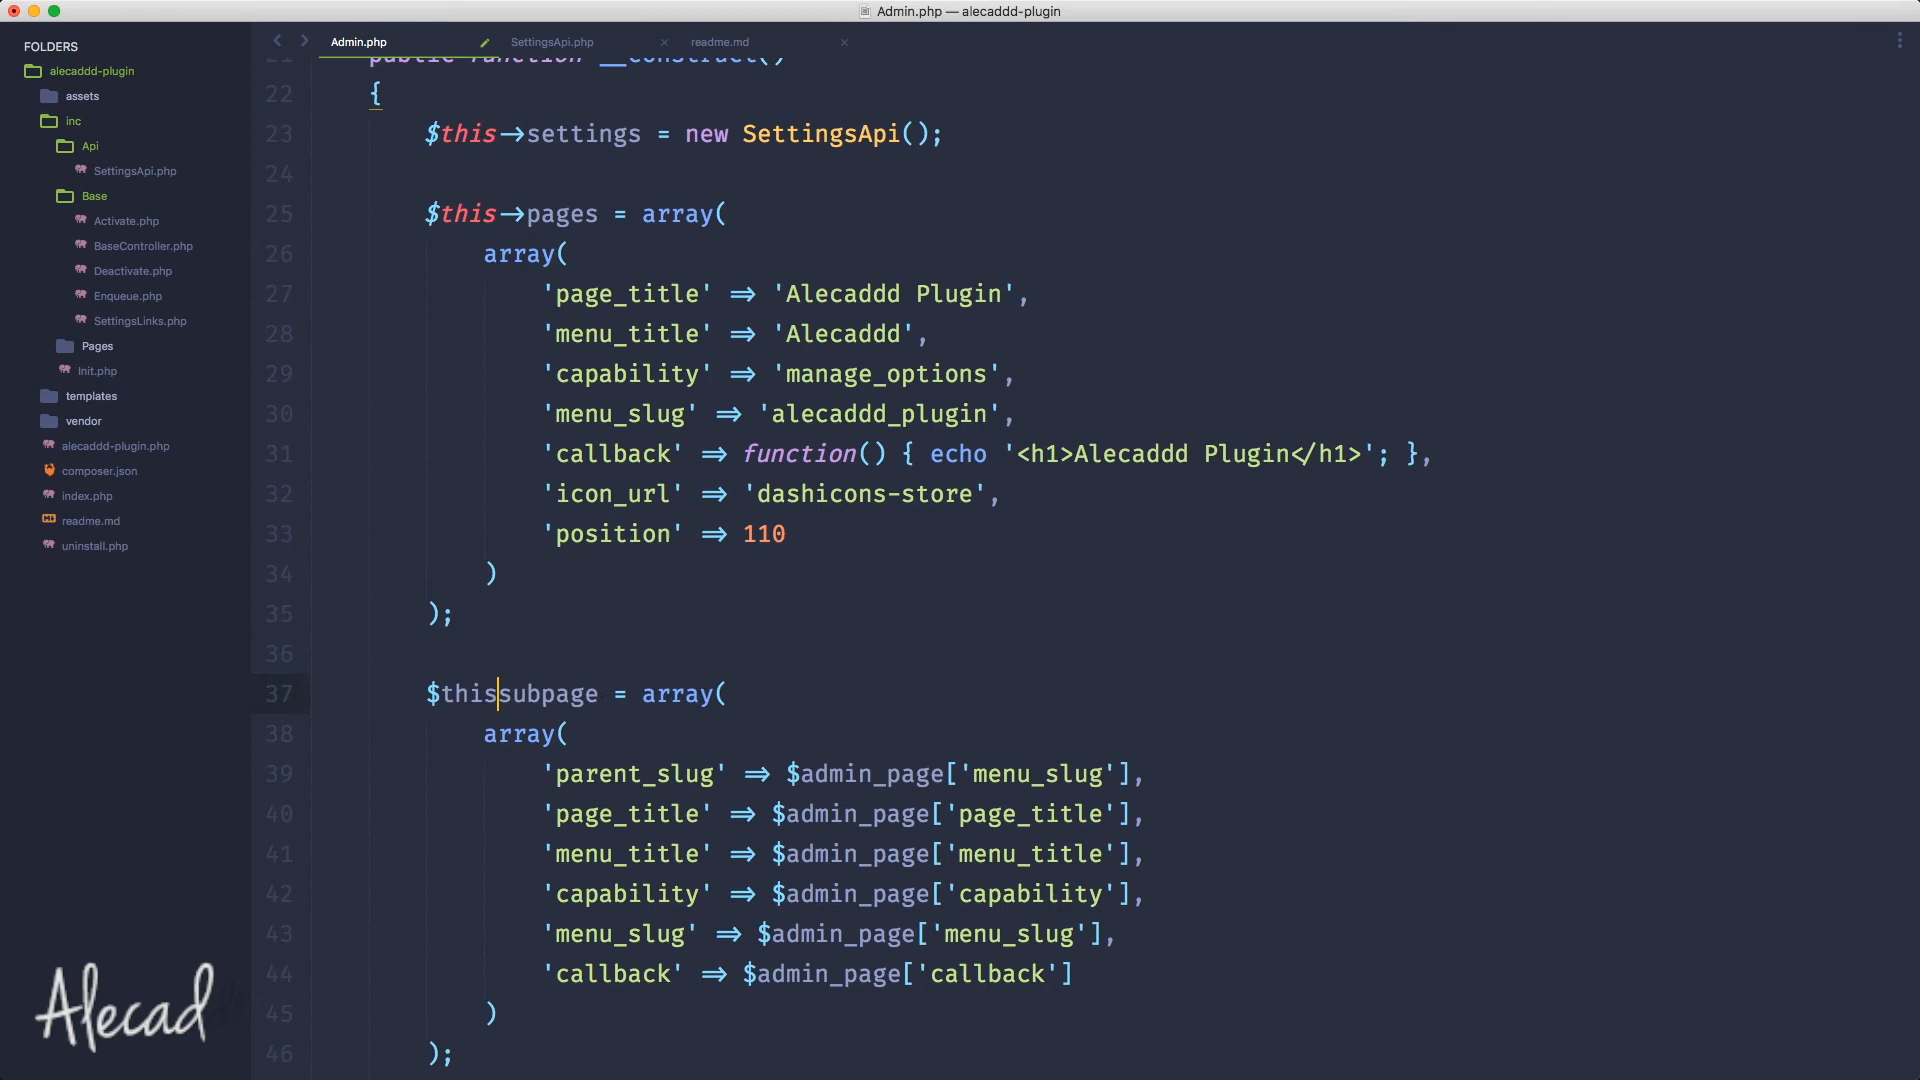 Admin.php — alecaddd-plugin
FOLDERS
alecaddd-plugin
assets
inc
Api
SettingsApi.php
Base
Activate.php
BaseController.php
Deactivate.php
Enqueue.php
SettingsLinks.php
Pages
Init.php
templates
vendor
alecaddd-plugin.php
composer.json
index.php
readme.md
uninstall.php
Alecad
Admin.php SettingsApi.php readme.md
21 public function __construct()
22 {
23 $this->settings = new SettingsApi();
24
25 $this->pages = array(
26 array(
27 'page_title' => 'Alecaddd Plugin',
28 'menu_title' => 'Alecaddd',
29 'capability' => 'manage_options',
30 'menu_slug' => 'alecaddd_plugin',
31 'callback' => function() { echo '<h1>Alecaddd Plugin</h1>'; },
32 'icon_url' => 'dashicons-store',
33 'position' => 110
34 )
35 );
36
37 $thissubpage = array(
38 array(
39 'parent_slug' => $admin_page['menu_slug'],
40 'page_title' => $admin_page['page_title'],
41 'menu_title' => $admin_page['menu_title'],
42 'capability' => $admin_page['capability'],
43 'menu_slug' => $admin_page['menu_slug'],
44 'callback' => $admin_page['callback']
45 )
46 );